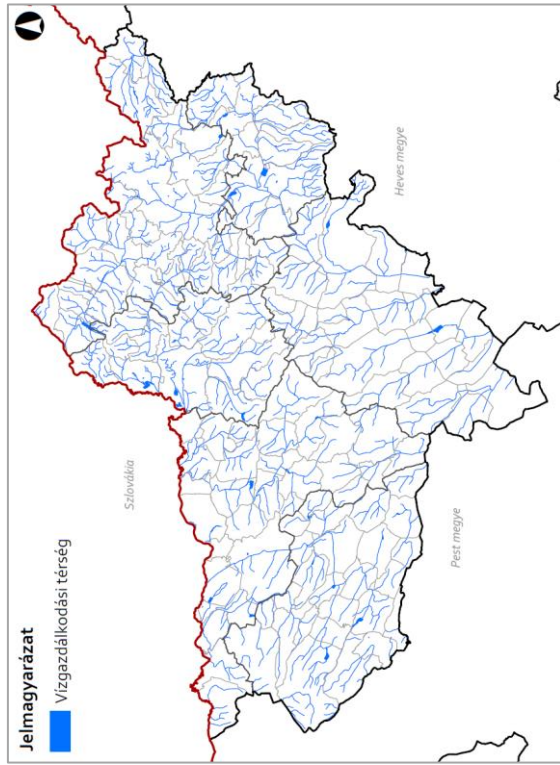 Jelmagyarázat
Vízgazdálkodási térség
Szlovákia
Heves megye
Pest megye